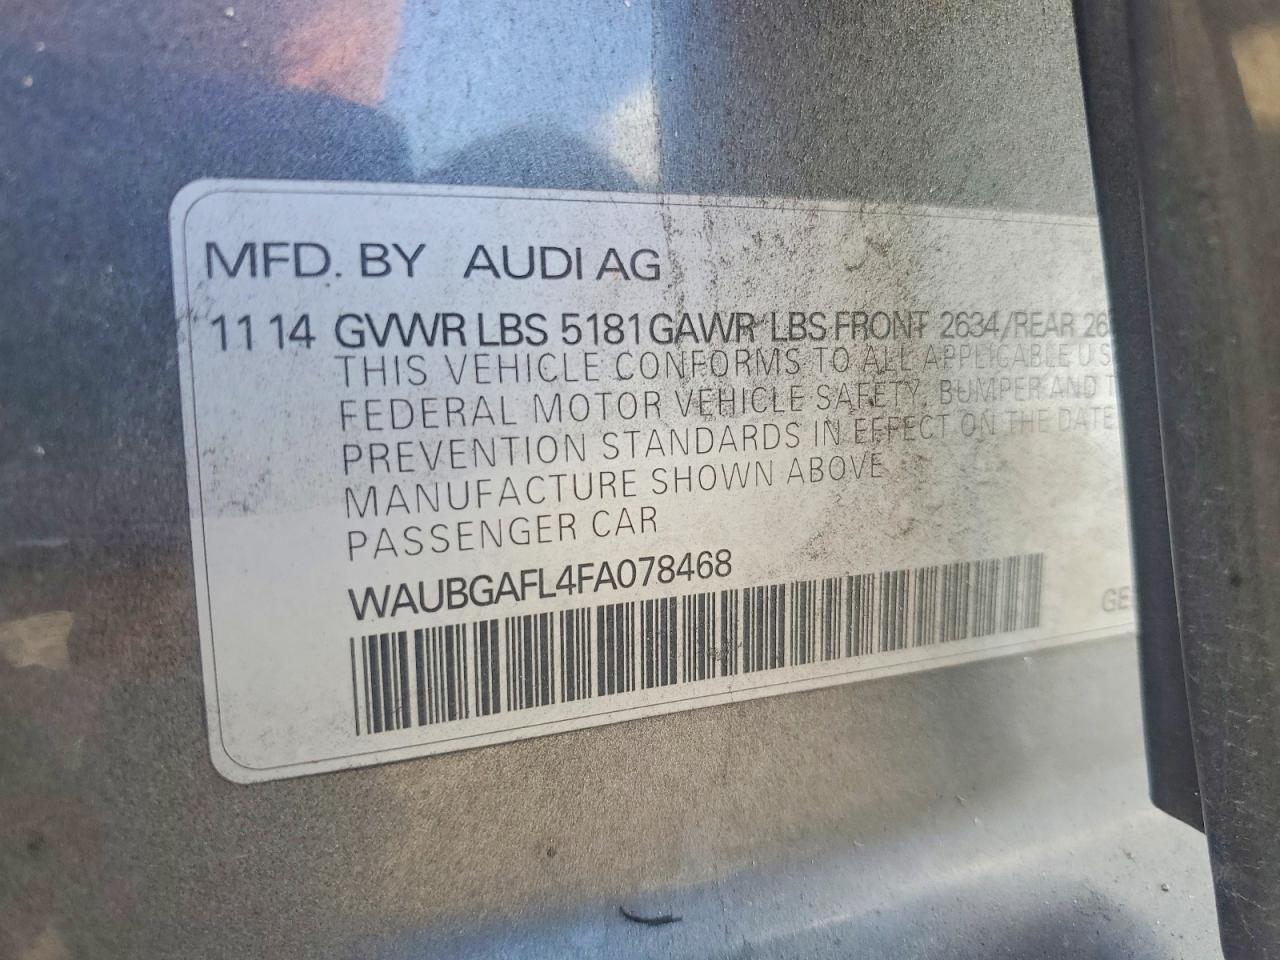 MFD. BY AUDI AG
11 14 GVWR LBS 5181 GAWR LBS FRONT 2634/REAR
THIS VEHICLE CONFORMS TO ALL APPLICABLE U.S.
FEDERAL MOTOR VEHICLE SAFETY, BUMPER AND
PREVENTION STANDARDS IN EFFECT ON THE DATE
MANUFACTURE SHOWN ABOVE
PASSENGER CAR
WAUBGAFL4FA078468